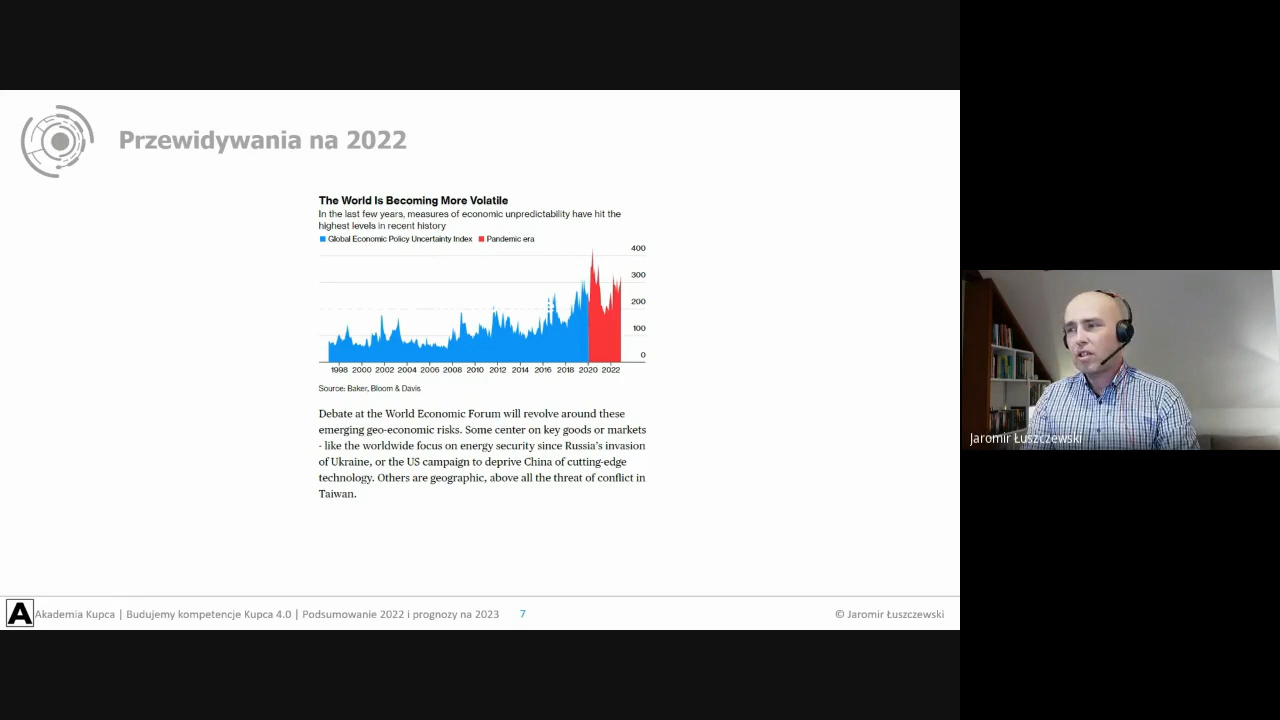 Przewidywania na 2022
The World Is Becoming More Volatile
In the last few years, measures of economic unpredictability have hit the
highest levels in recent history
Global Economic Policy Uncertainty Index
Pandemic era
400
300
200
100
0
1998 2000 2002 2004 2006 2008 2010 2012 2014 2016 2018 2020 2022
Source: Baker, Bloom & Davis
Debate at the World Economic Forum will revolve around these
emerging geo-economic risks. Some center on key goods or markets
- like the worldwide focus on energy security since Russia's invasion
of Ukraine, or the US campaign to deprive China of cutting-edge
technology. Others are geographic, above all the threat of conflict in
Taiwan.
A
Akademia Kupca | Budujemy kompetencje Kupca 4.0 | Podsumowanie 2022 i prognozy na 2023
7
© Jaromir Łuszczewski
Jaromir Łuszczewski